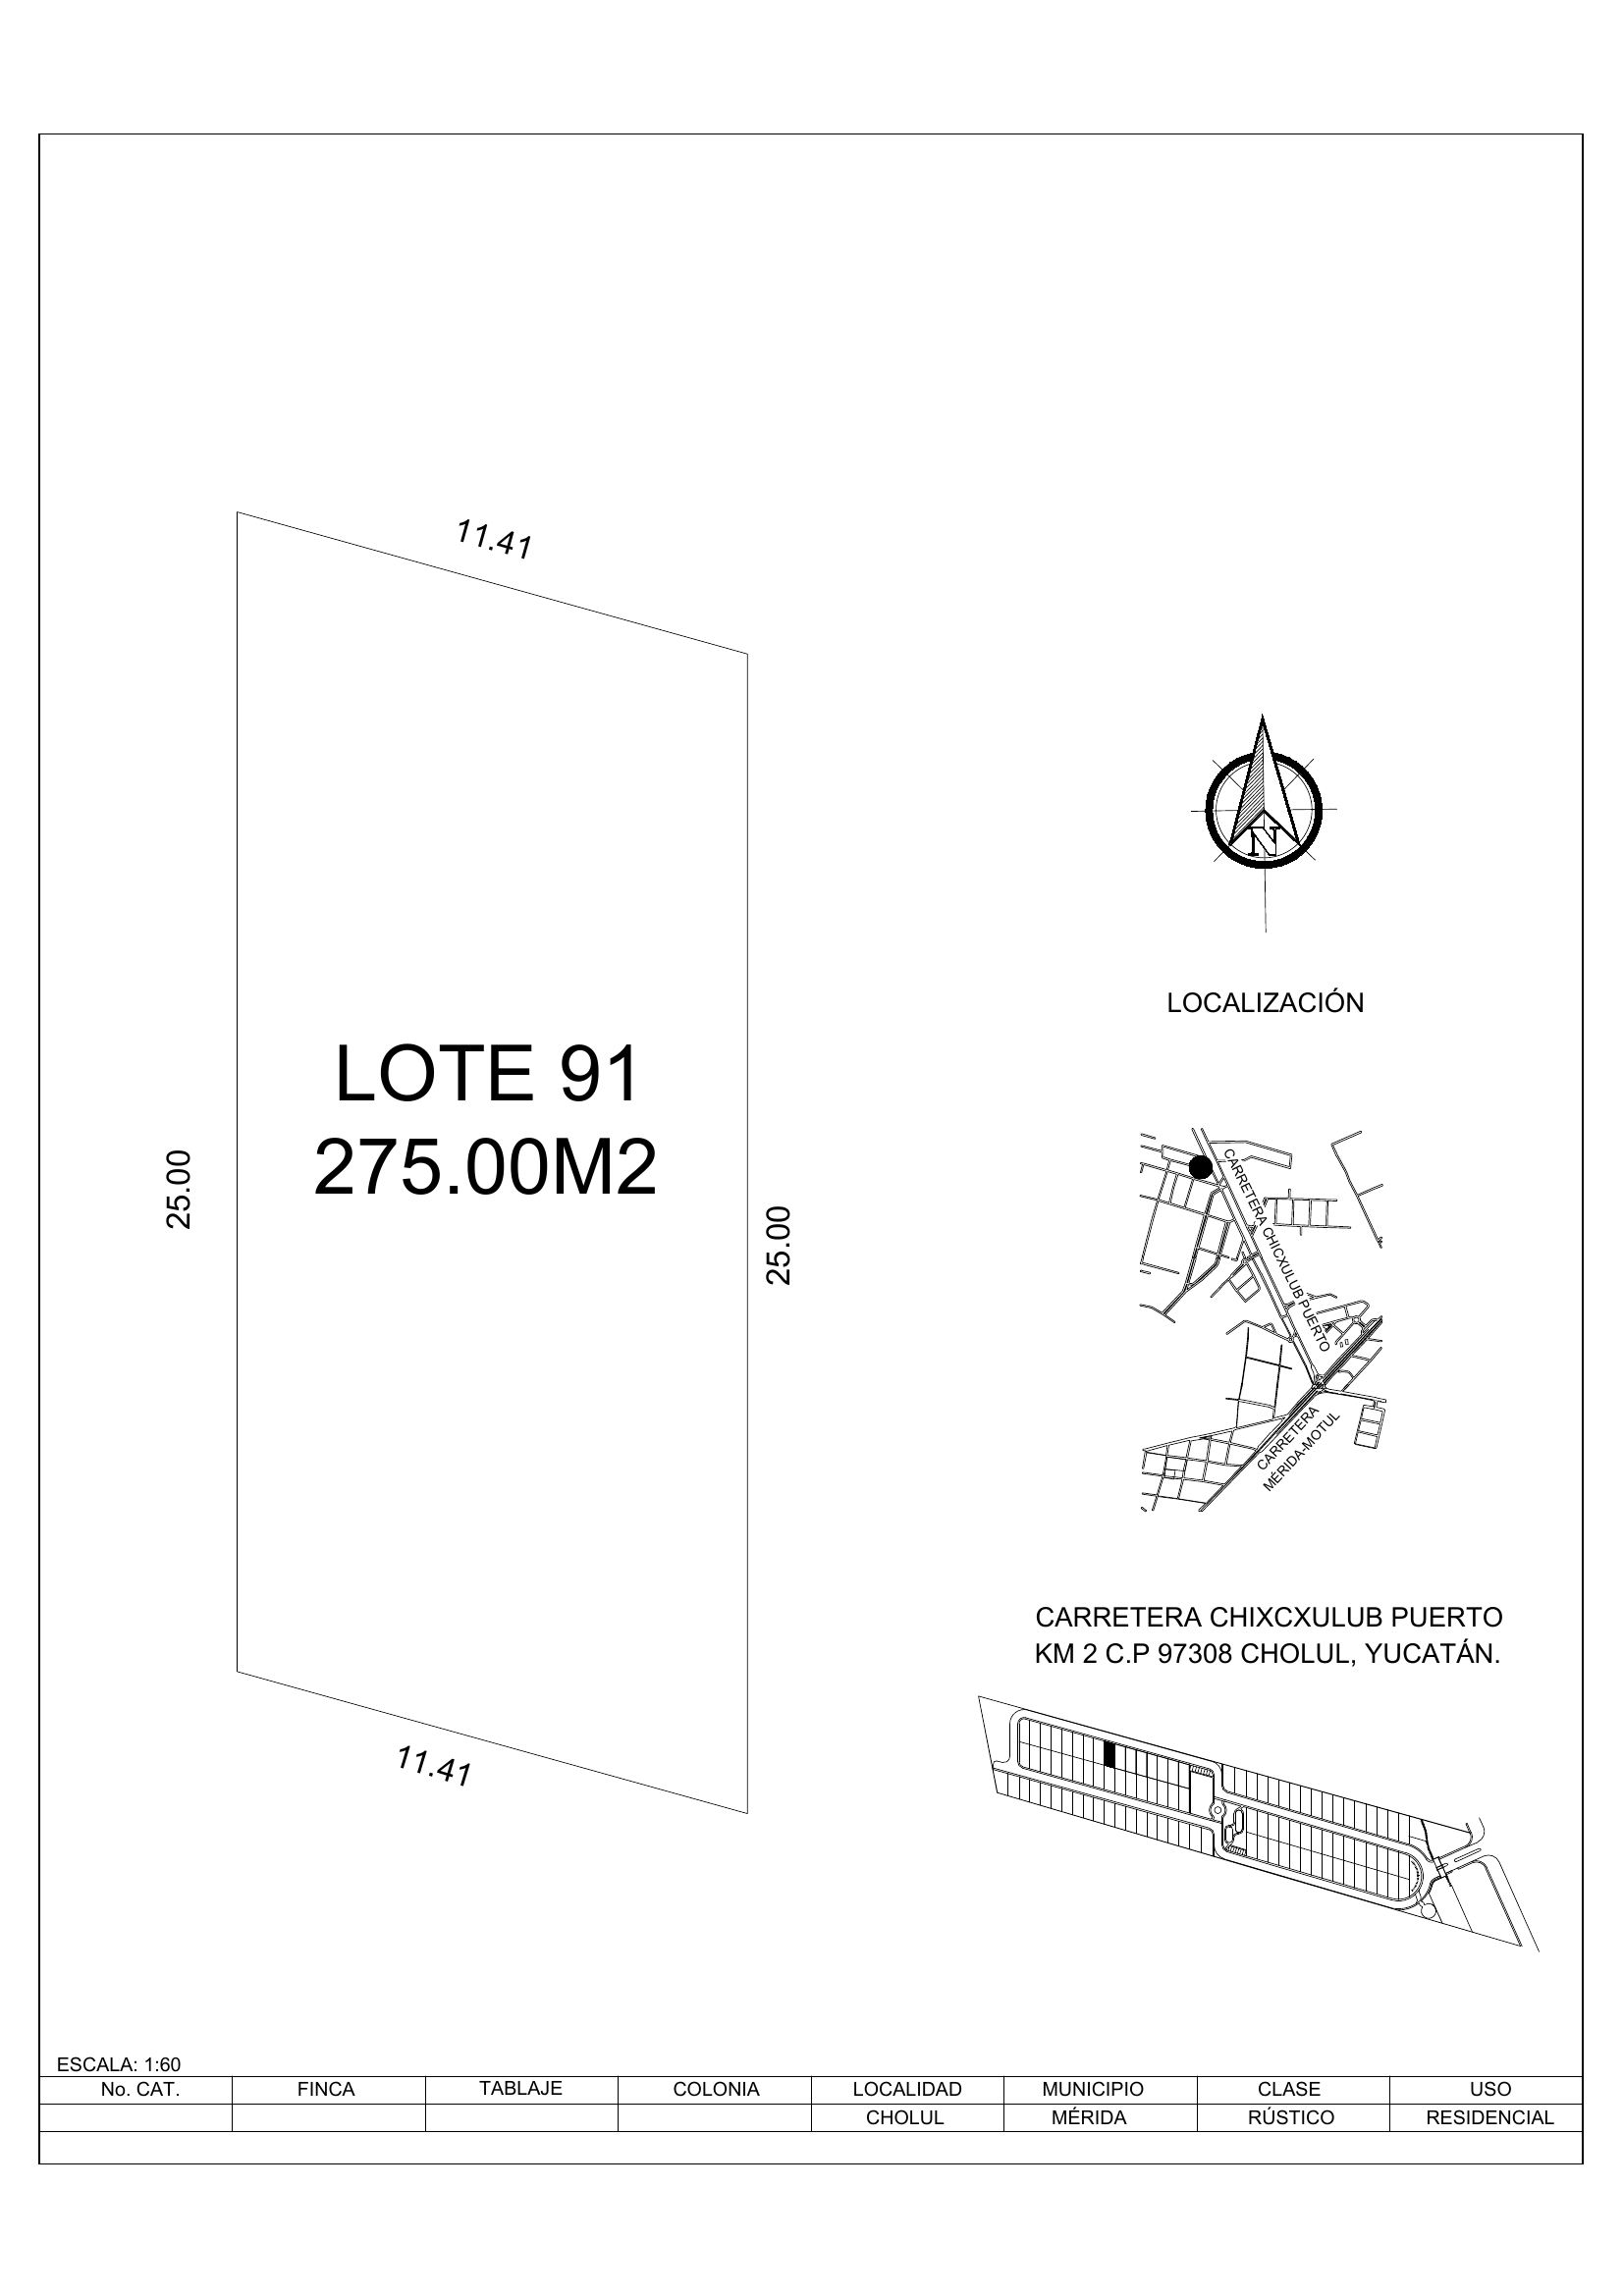 11.41
LOTE 91
275.00M2
25.00
25.00
11.41
N
LOCALIZACIÓN
CARRETERA CHICXULUB PUERTO
CARRETERA
MÉRIDA-MOTUL
CARRETERA CHIXCXULUB PUERTO
KM 2 C.P 97308 CHOLUL, YUCATÁN.
ESCALA: 1:60
No. CAT. FINCA TABLAJE COLONIA LOCALIDAD MUNICIPIO CLASE USO
CHOLUL MÉRIDA RÚSTICO RESIDENCIAL